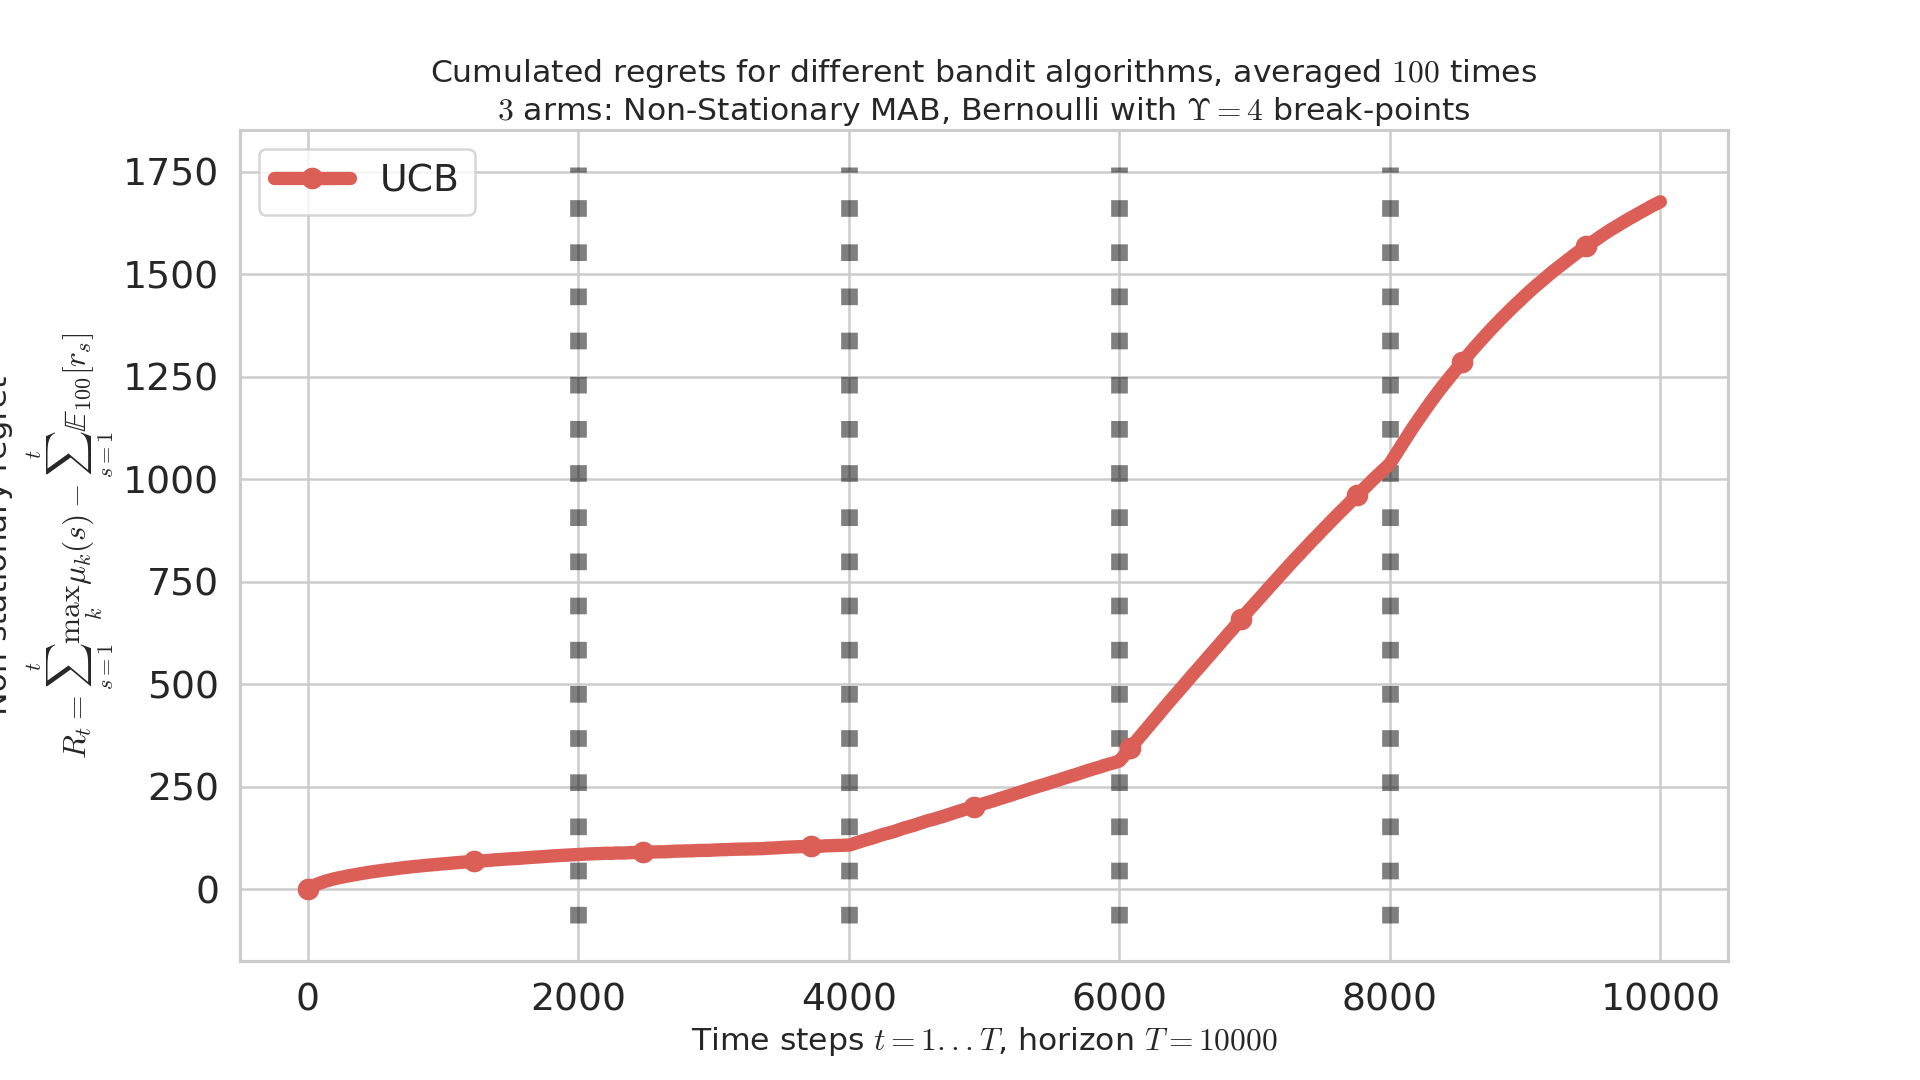 Cumulated regrets for different bandit algorithms, averaged 100 times
3 arms: Non-Stationary MAB, Bernoulli with Υ = 4 break-points
UCB
1750
1500
1250
1000
750
500
250
0
R_t = ∑_{s=1}^{t} max_k μ_k(s) − ∑_{s=1}^{t} 𝔼_{100}[r_s]
0 2000 4000 6000 8000 10000
Time steps t = 1...T, horizon T = 10000